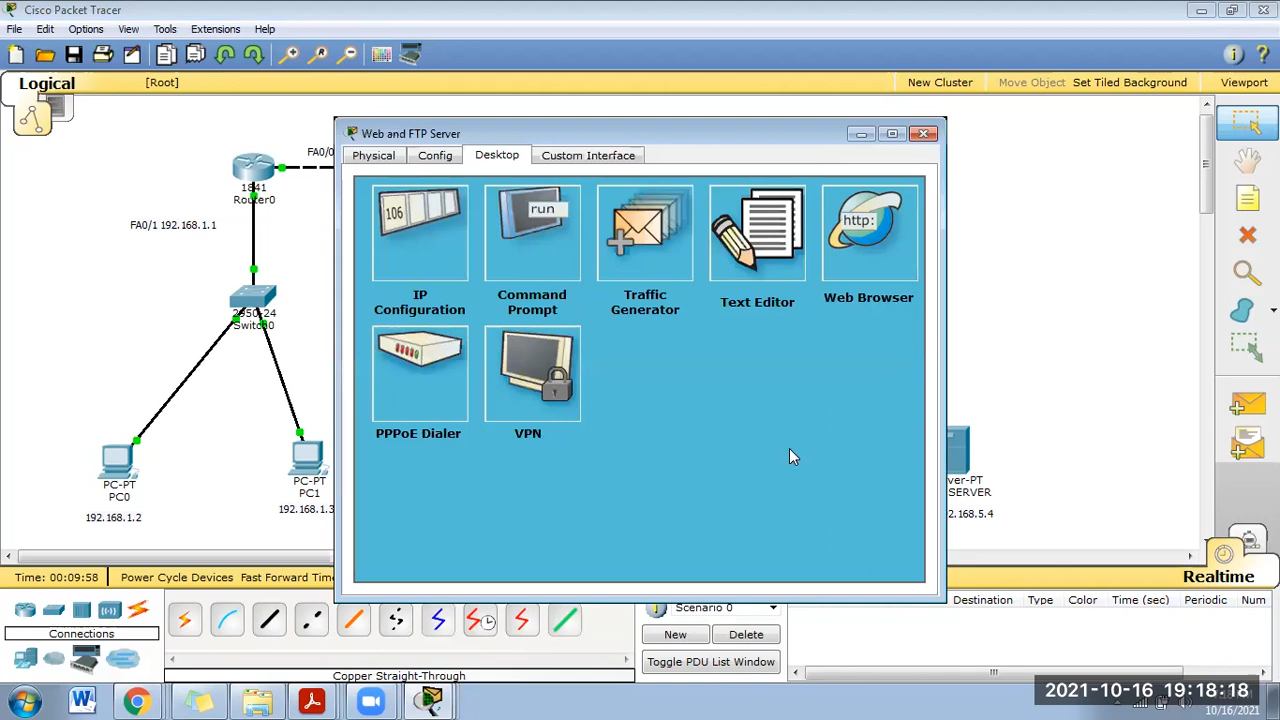 Cisco Packet Tracer
File Edit Options View Tools Extensions Help
Logical [Root] New Cluster Move Object Set Tiled Background Viewport
Web and FTP Server
Physical Config Desktop Custom Interface
FA0/0
1841
Router0
FA0/1 192.168.1.1
2950-24
Switch0
PC-PT
PC0
192.168.1.2
PC-PT
PC1
192.168.1.3
106
run
http:
IP
Configuration
Command
Prompt
Traffic
Generator
Text Editor
Web Browser
PPPoE Dialer
VPN
ver-PT
SERVER
2.168.5.4
Time: 00:09:58 Power Cycle Devices Fast Forward Time
Realtime
Connections
Copper Straight-Through
Scenario 0
New Delete
Toggle PDU List Window
Destination Type Color Time (sec) Periodic Num
2021-10-16 19:18:18
10/16/2021